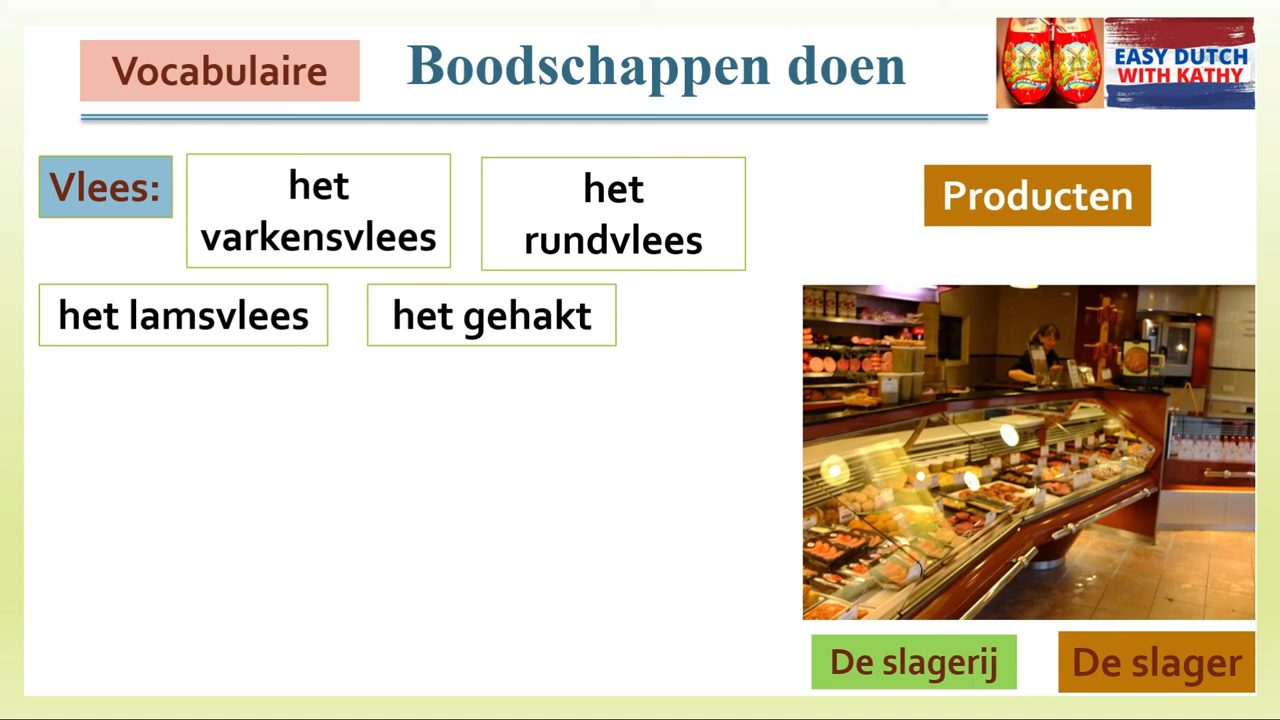 Vocabulaire
Boodschappen doen
EASY DUTCH
WITH KATHY
Vlees:
het
varkensvlees
het
rundvlees
Producten
het lamsvlees
het gehakt
De slagerij
De slager